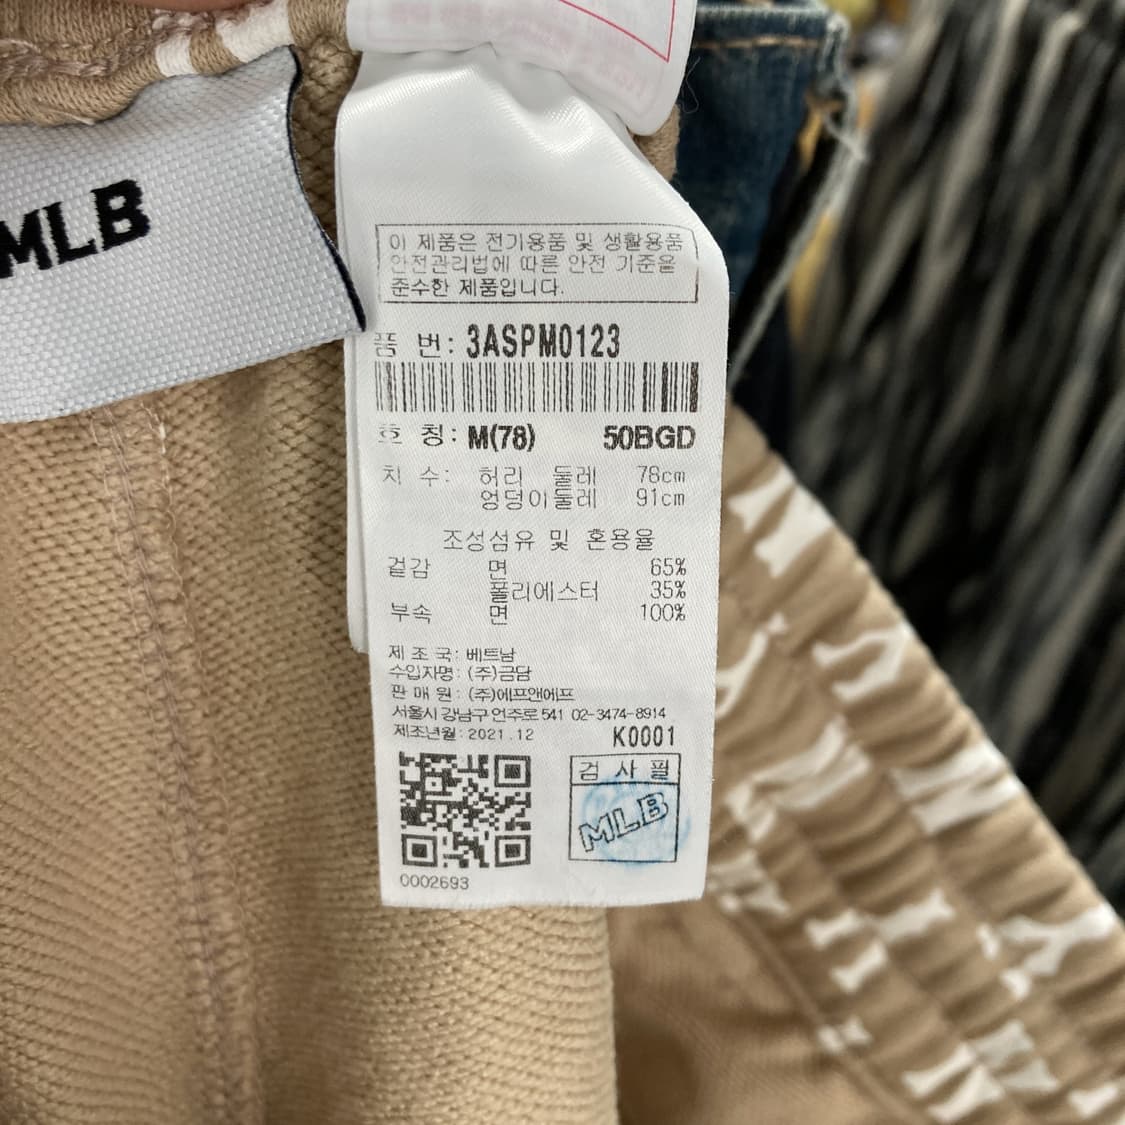 MLB
이 제품은 전기용품 및 생활용품
안전관리법에 따른 안전 기준을
준수한 제품입니다.
품 번: 3ASPM0123
호 칭: M(78) 50BGD
치 수: 허리 둘레 78cm
엉덩이둘레 91cm
조성섬유 및 혼용율
겉감 면 65%
폴리에스터 35%
부속 면 100%
제 조 국: 베트남
수입자명: (주)금담
판 매 원: (주)에프앤에프
서울시 강남구 언주로 541 02-3474-8914
제조년월: 2021.12 K0001
검 사 필
MLB
0002693